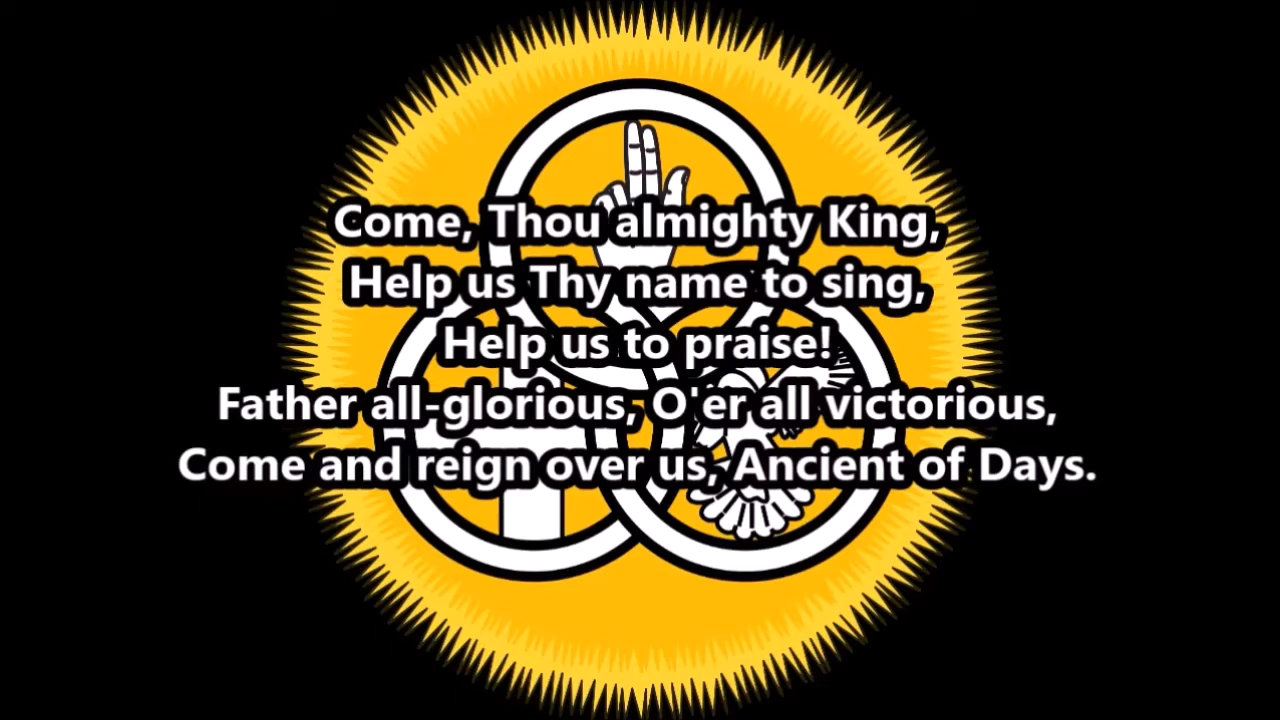 Come, Thou almighty King,
Help us Thy name to sing,
Help us to praise!
Father all-glorious, O'er all victorious,
Come and reign over us, Ancient of Days.